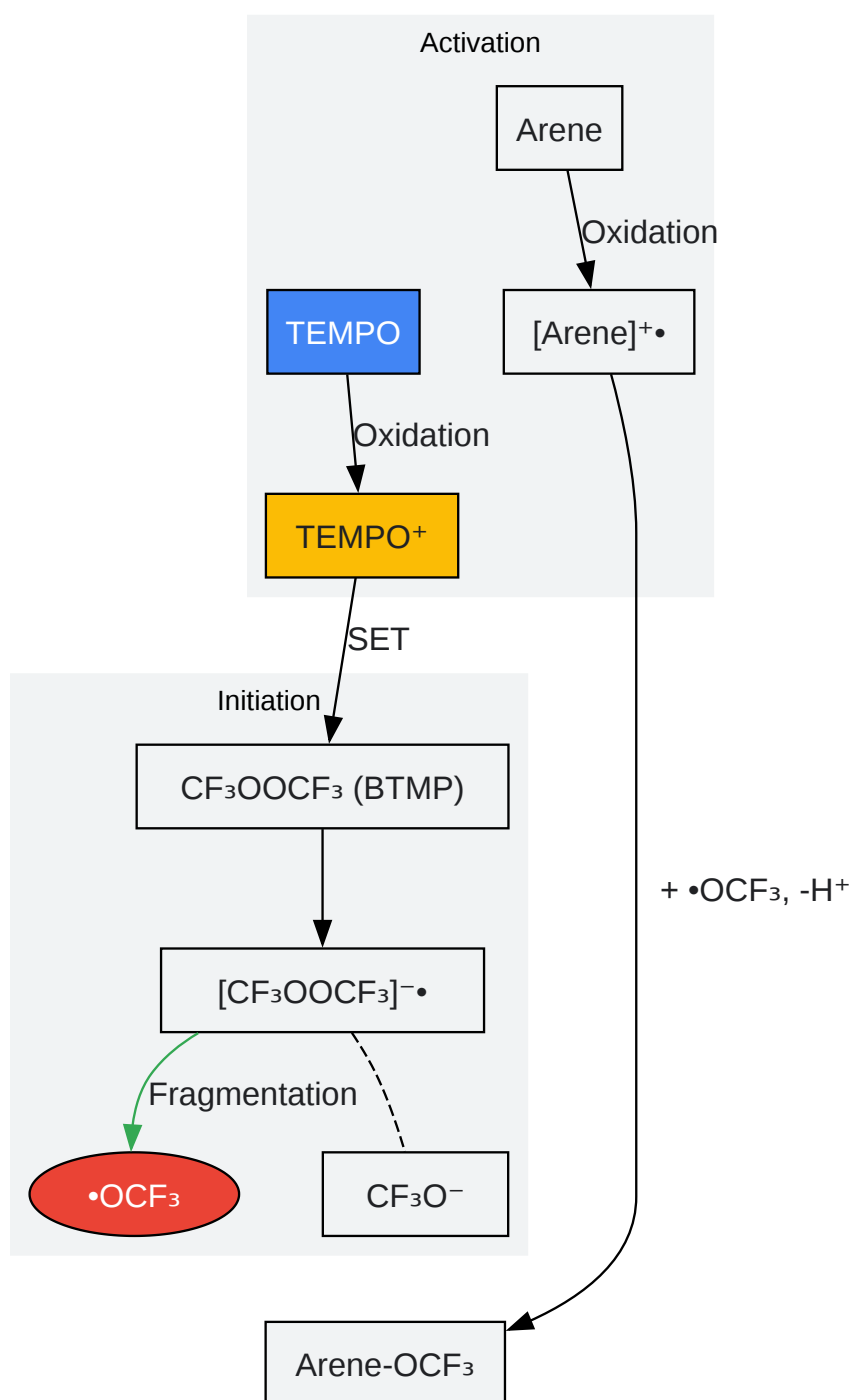 Activation
Arene
Oxidation
TEMPO
[Arene]⁺•
Oxidation
TEMPO⁺
SET
Initiation
CF₃OOCF₃ (BTMP)
+ •OCF₃, -H⁺
[CF₃OOCF₃]⁻•
Fragmentation
•OCF₃
CF₃O⁻
Arene-OCF₃